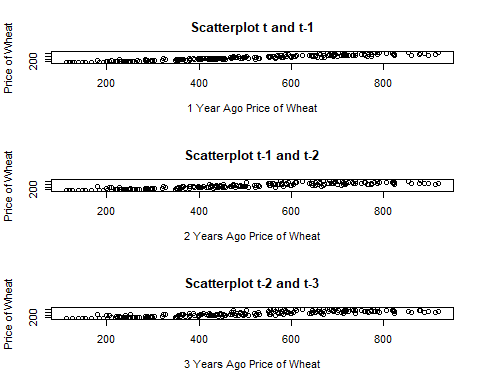 Scatterplot t and t-1
Price of Wheat
200
200 400 600 800
1 Year Ago Price of Wheat
Scatterplot t-1 and t-2
Price of Wheat
200
200 400 600 800
2 Years Ago Price of Wheat
Scatterplot t-2 and t-3
Price of Wheat
200
200 400 600 800
3 Years Ago Price of Wheat